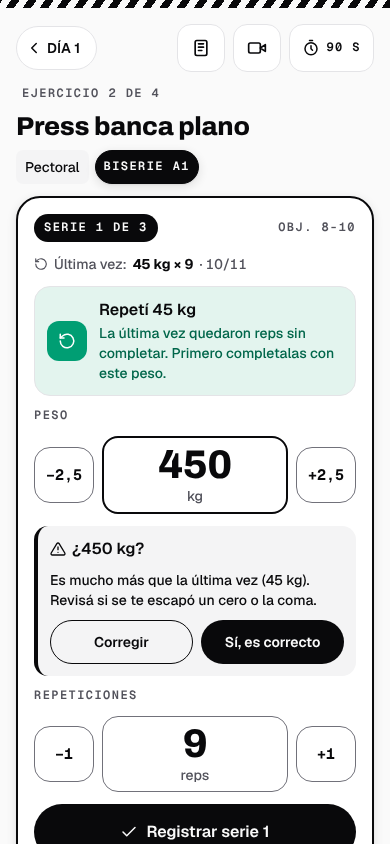 DÍA 1
90 S
EJERCICIO 2 DE 4
Press banca plano
Pectoral
BISERIE A1
SERIE 1 DE 3
OBJ. 8-10
Última vez: 45 kg × 9 · 10/11
Repetí 45 kg
La última vez quedaron reps sin
completar. Primero completalas con
este peso.
PESO
−2,5
450
kg
+2,5
¿450 kg?
Es mucho más que la última vez (45 kg).
Revisá si se te escapó un cero o la coma.
Corregir
Sí, es correcto
REPETICIONES
−1
9
reps
+1
Registrar serie 1